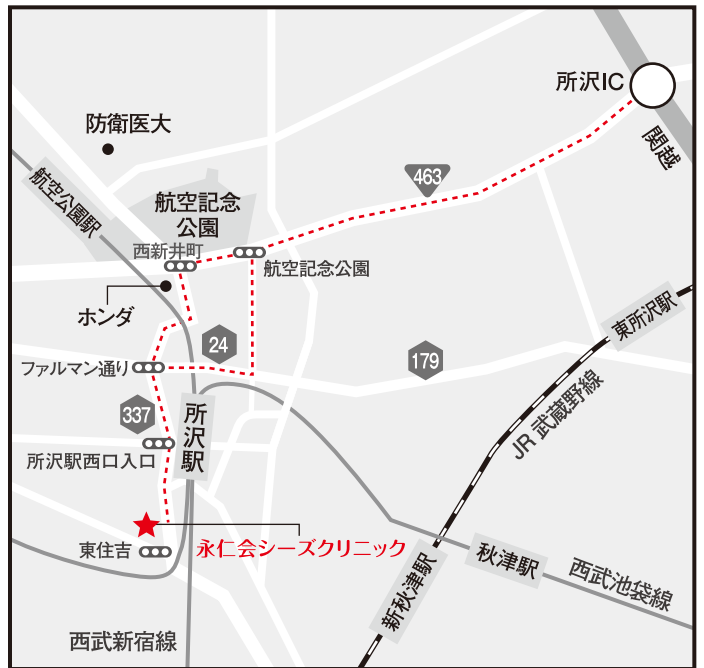 所沢IC
関越
防衛医大
463
航空公園駅
航空記念
公園
西新井町
航空記念公園
ホンダ
東所沢駅
24
179
ファルマン通り
337
所沢駅
JR 武蔵野線
所沢駅西口入口
永仁会シーズクリニック
東住吉
秋津駅
新秋津駅
西武池袋線
西武新宿線